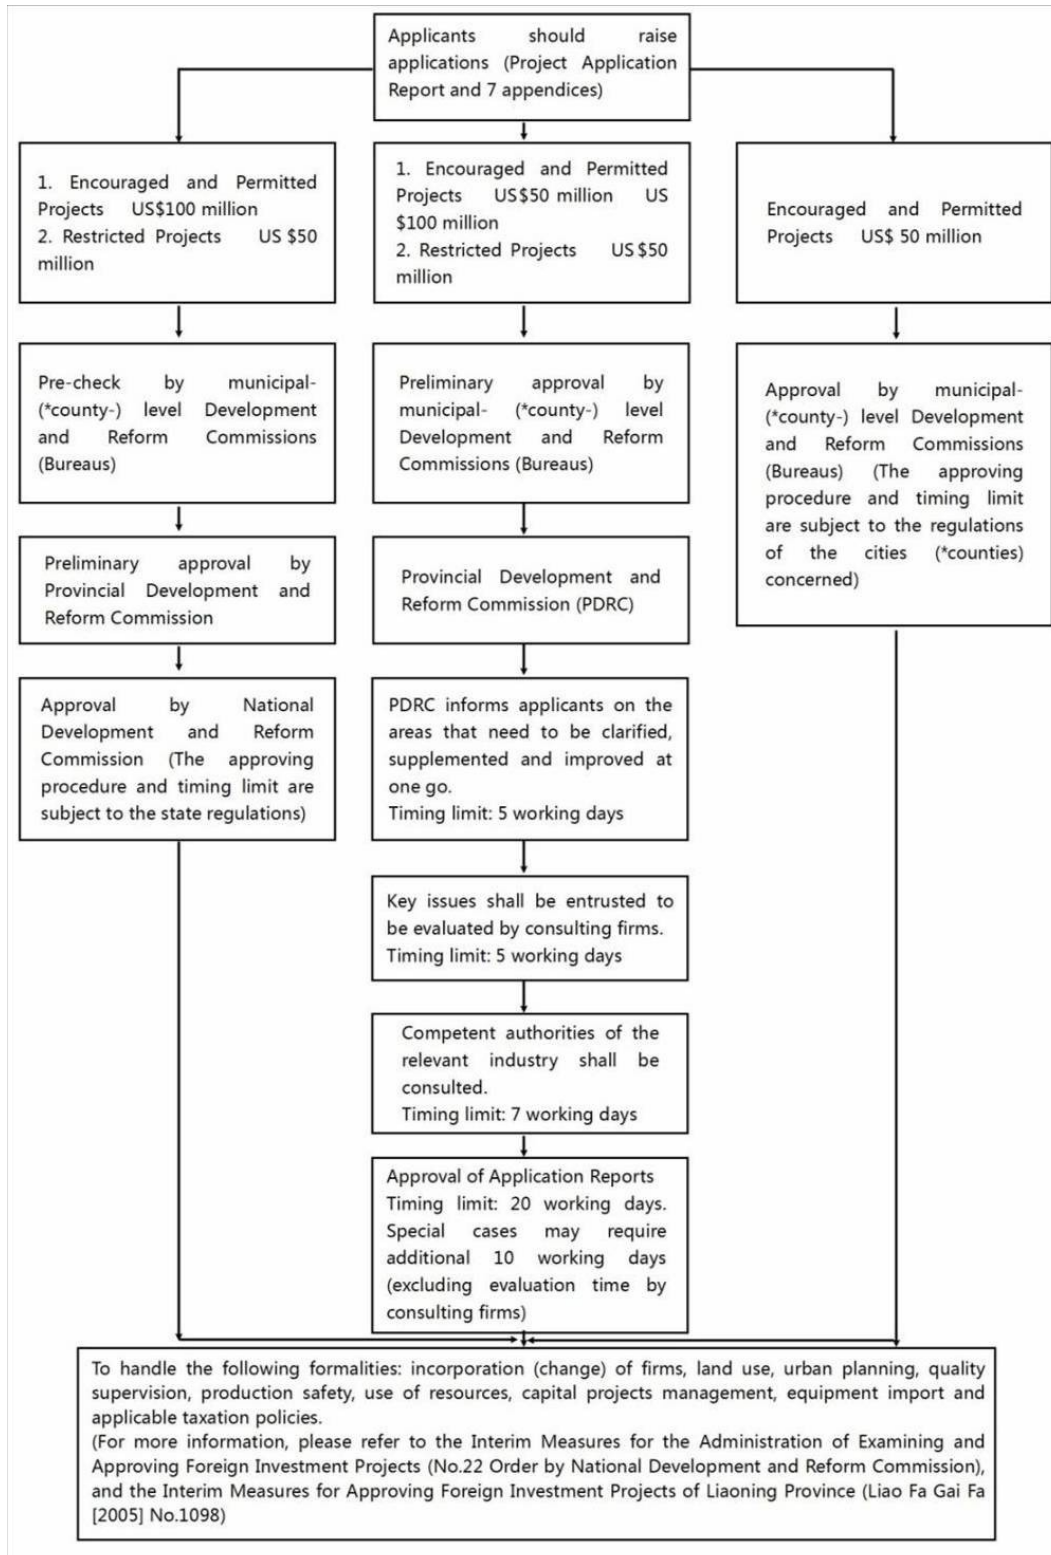 Applicants should raise
applications (Project Application
Report and 7 appendices)
1. Encouraged and Permitted
Projects US$100 million
2. Restricted Projects US $50
million
1. Encouraged and Permitted
Projects US$50 million US
$100 million
2. Restricted Projects US $50
million
Encouraged and Permitted
Projects US$ 50 million
Pre-check by municipal-
(*county-) level Development
and Reform Commissions
(Bureaus)
Preliminary approval by
municipal- (*county-) level
Development and Reform
Commissions (Bureaus)
Approval by municipal-
(*county-) level Development
and Reform Commissions
(Bureaus) (The approving
procedure and timing limit
are subject to the regulations
of the cities (*counties)
concerned)
Preliminary approval by
Provincial Development and
Reform Commission
Provincial Development and
Reform Commission (PDRC)
Approval by National
Development and Reform
Commission (The approving
procedure and timing limit are
subject to the state regulations)
PDRC informs applicants on the
areas that need to be clarified,
supplemented and improved at
one go.
Timing limit: 5 working days
Key issues shall be entrusted to
be evaluated by consulting firms.
Timing limit: 5 working days
Competent authorities of the
relevant industry shall be
consulted.
Timing limit: 7 working days
Approval of Application Reports
Timing limit: 20 working days.
Special cases may require
additional 10 working days
(excluding evaluation time by
consulting firms)
To handle the following formalities: incorporation (change) of firms, land use, urban planning, quality
supervision, production safety, use of resources, capital projects management, equipment import and
applicable taxation policies.
(For more information, please refer to the Interim Measures for the Administration of Examining and
Approving Foreign Investment Projects (No.22 Order by National Development and Reform Commission),
and the Interim Measures for Approving Foreign Investment Projects of Liaoning Province (Liao Fa Gai Fa
[2005] No.1098)